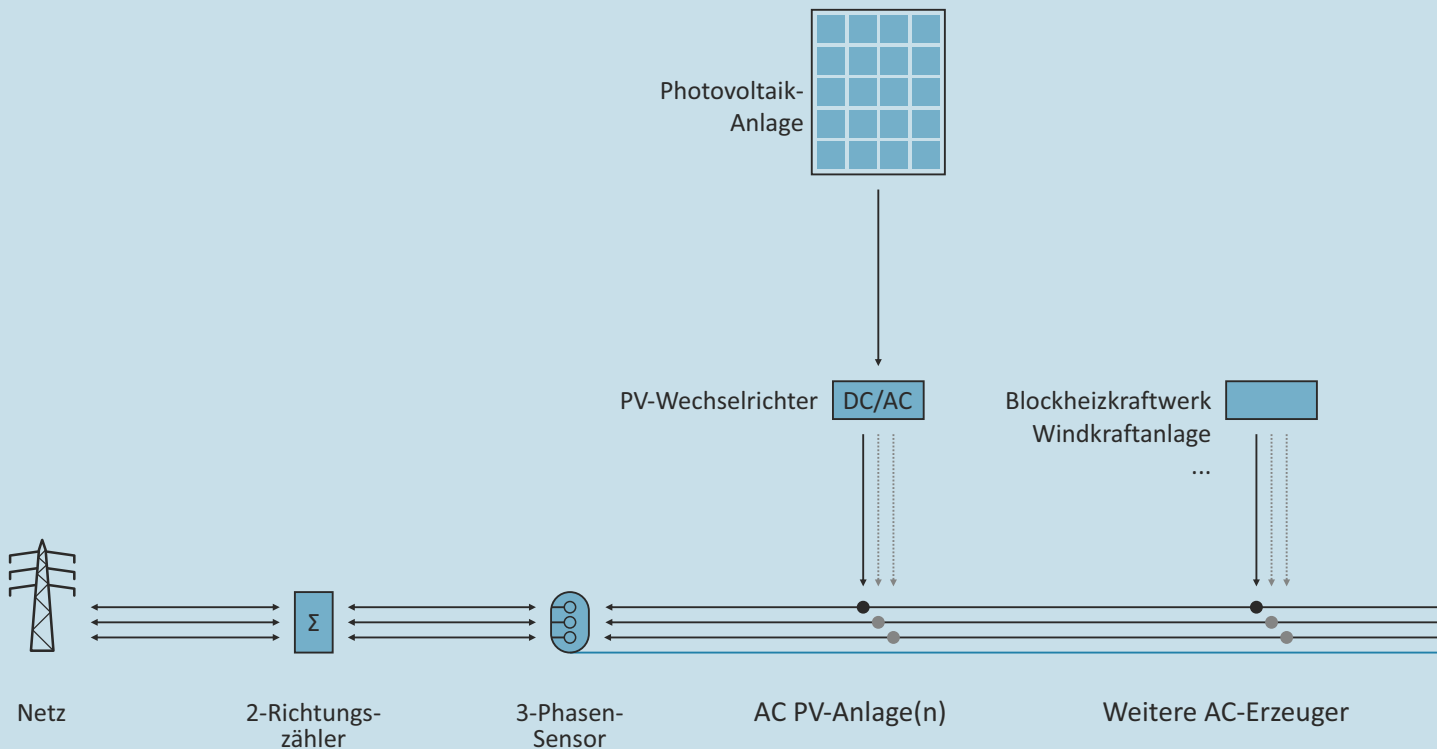 Photovoltaik-
Anlage
PV-Wechselrichter
DC/AC
Blockheizkraftwerk
Windkraftanlage
...
Σ
Netz
2-Richtungs-
zähler
3-Phasen-
Sensor
AC PV-Anlage(n)
Weitere AC-Erzeuger